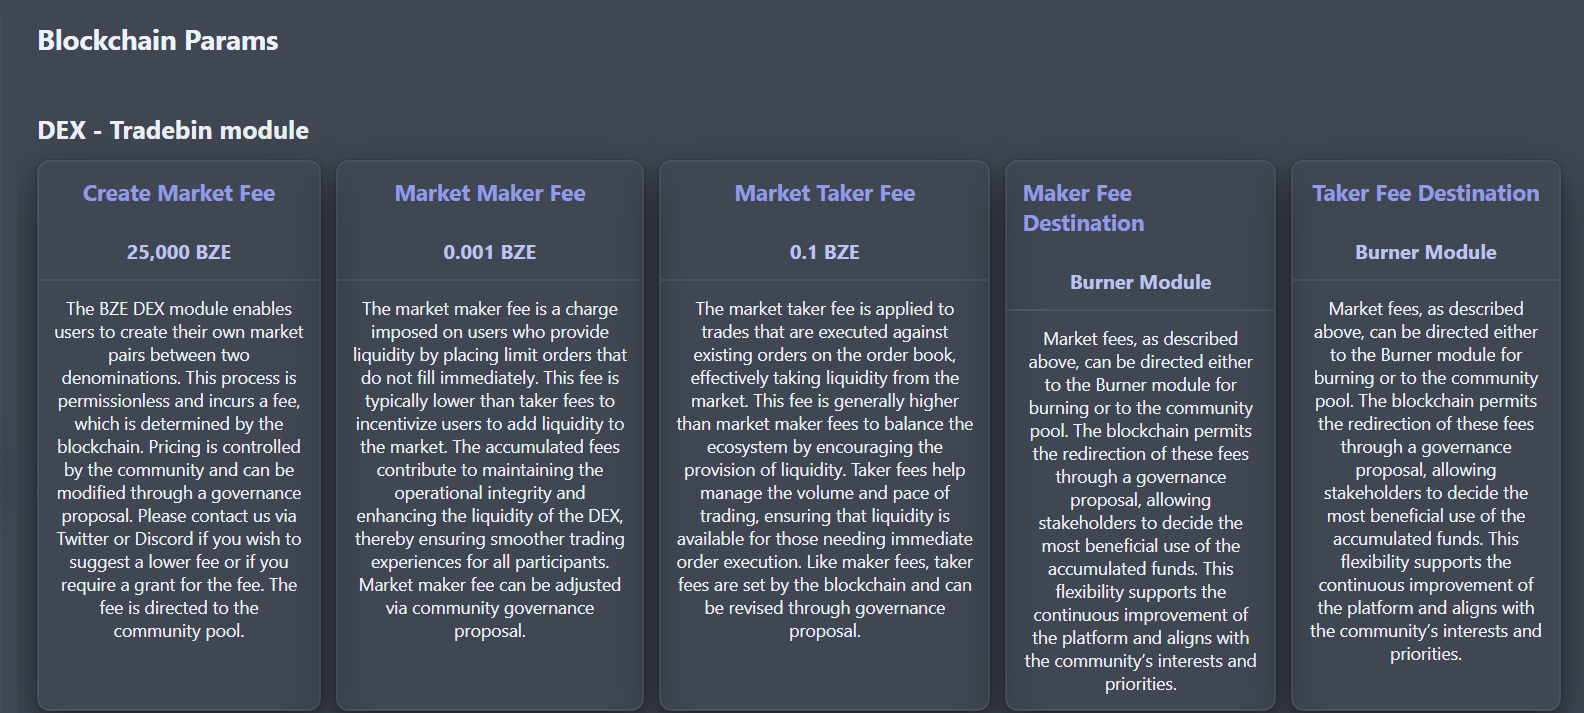 Blockchain Params
DEX - Tradebin module
Create Market Fee
25,000 BZE
The BZE DEX module enables
users to create their own market
pairs between two
denominations. This process is
permissionless and incurs a fee,
which is determined by the
blockchain. Pricing is controlled
by the community and can be
modified through a governance
proposal. Please contact us via
Twitter or Discord if you wish to
suggest a lower fee or if you
require a grant for the fee. The
fee is directed to the
community pool.
Market Maker Fee
0.001 BZE
The market maker fee is a charge
imposed on users who provide
liquidity by placing limit orders that
do not fill immediately. This fee is
typically lower than taker fees to
incentivize users to add liquidity to
the market. The accumulated fees
contribute to maintaining the
operational integrity and
enhancing the liquidity of the DEX,
thereby ensuring smoother trading
experiences for all participants.
Market maker fee can be adjusted
via community governance
proposal.
Market Taker Fee
0.1 BZE
The market taker fee is applied to
trades that are executed against
existing orders on the order book,
effectively taking liquidity from the
market. This fee is generally higher
than market maker fees to balance the
ecosystem by encouraging the
provision of liquidity. Taker fees help
manage the volume and pace of
trading, ensuring that liquidity is
available for those needing immediate
order execution. Like maker fees, taker
fees are set by the blockchain and can
be revised through governance
proposal.
Maker Fee
Destination
Burner Module
Market fees, as described
above, can be directed either
to the Burner module for
burning or to the community
pool. The blockchain permits
the redirection of these fees
through a governance
proposal, allowing
stakeholders to decide the
most beneficial use of the
accumulated funds. This
flexibility supports the
continuous improvement of
the platform and aligns with
the community’s interests and
priorities.
Taker Fee Destination
Burner Module
Market fees, as described
above, can be directed either
to the Burner module for
burning or to the community
pool. The blockchain permits
the redirection of these fees
through a governance
proposal, allowing
stakeholders to decide the
most beneficial use of the
accumulated funds. This
flexibility supports the
continuous improvement of
the platform and aligns with
the community’s interests and
priorities.